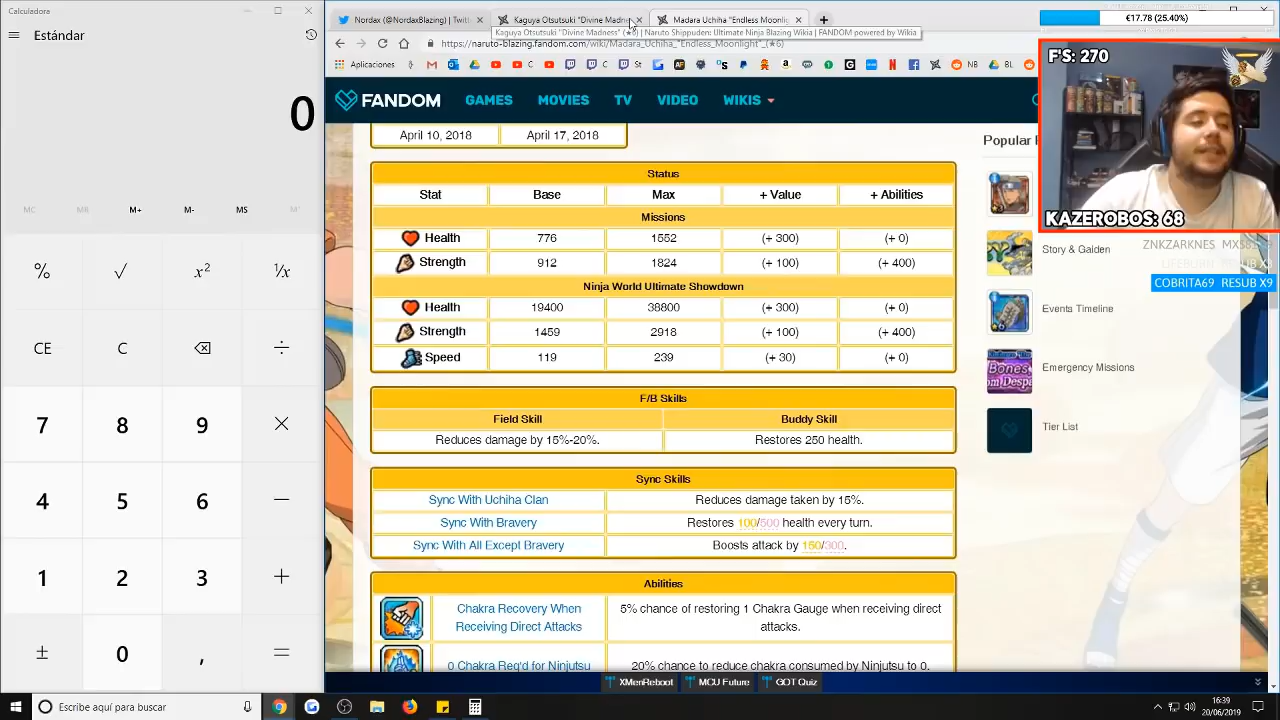 Calculadora
Nordax (@NordaxBlazing) | Twitt
Kaguya Otsutsuki "Divine Madn
Madara Uchiha "Endless Moonlig
€17.78 (25.40%)
Kaguya Otsutsuki "Divine Madness" (★6) | Naruto Shippuden: Ultimate Ninja Blazing Wikia | FANDOM powered by Wikia
Estándar
https://naruto-blazing.fandom.com/wiki/Madara_Uchiha_"Endless_Moonlight"_(★6)
F'S: 270
0
FANDOM
GAMES
MOVIES
TV
VIDEO
WIKIS
April 10, 2018
April 17, 2018
Popular
Status
Stat Base Max + Value + Abilities
Missions
Health 776 1552 (+ 300) (+ 0)
Strength 912 1824 (+ 100) (+ 400)
Ninja World Ultimate Showdown
Health 19400 38800 (+ 300) (+ 0)
Strength 1459 2918 (+ 100) (+ 400)
Speed 119 239 (+ 30) (+ 0)
KAZEROBOS: 68
Story & Gaiden
ZNKZARKNES
COBRITA69 RESUB X9
Events Timeline
Emergency Missions
Tier List
F/B Skills
Field Skill Buddy Skill
Reduces damage by 15%-20%. Restores 250 health.
Sync Skills
Sync With Uchiha Clan Reduces damage taken by 15%.
Sync With Bravery Restores 100/500 health every turn.
Sync With All Except Bravery Boosts attack by 150/300.
Abilities
Chakra Recovery When Receiving Direct Attacks
5% chance of restoring 1 Chakra Gauge when receiving direct attacks.
0 Chakra Req'd for Ninjutsu 20% chance to reduce chakra consumed by Ninjutsu to 0.
XMenReboot MCU Future GOT Quiz
MC MR M+ M- MS
% √ x² ¹/x
CE C ⌫ ÷
7 8 9 ×
4 5 6 −
1 2 3 +
± 0 , =
Escribe aquí para buscar
16:39
20/06/2019